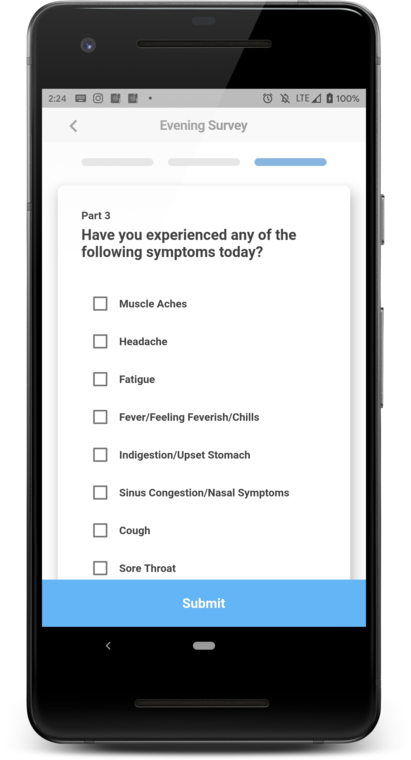 2:24 LTE 100%
Evening Survey
Part 3
Have you experienced any of the
following symptoms today?
Muscle Aches
Headache
Fatigue
Fever/Feeling Feverish/Chills
Indigestion/Upset Stomach
Sinus Congestion/Nasal Symptoms
Cough
Sore Throat
Submit